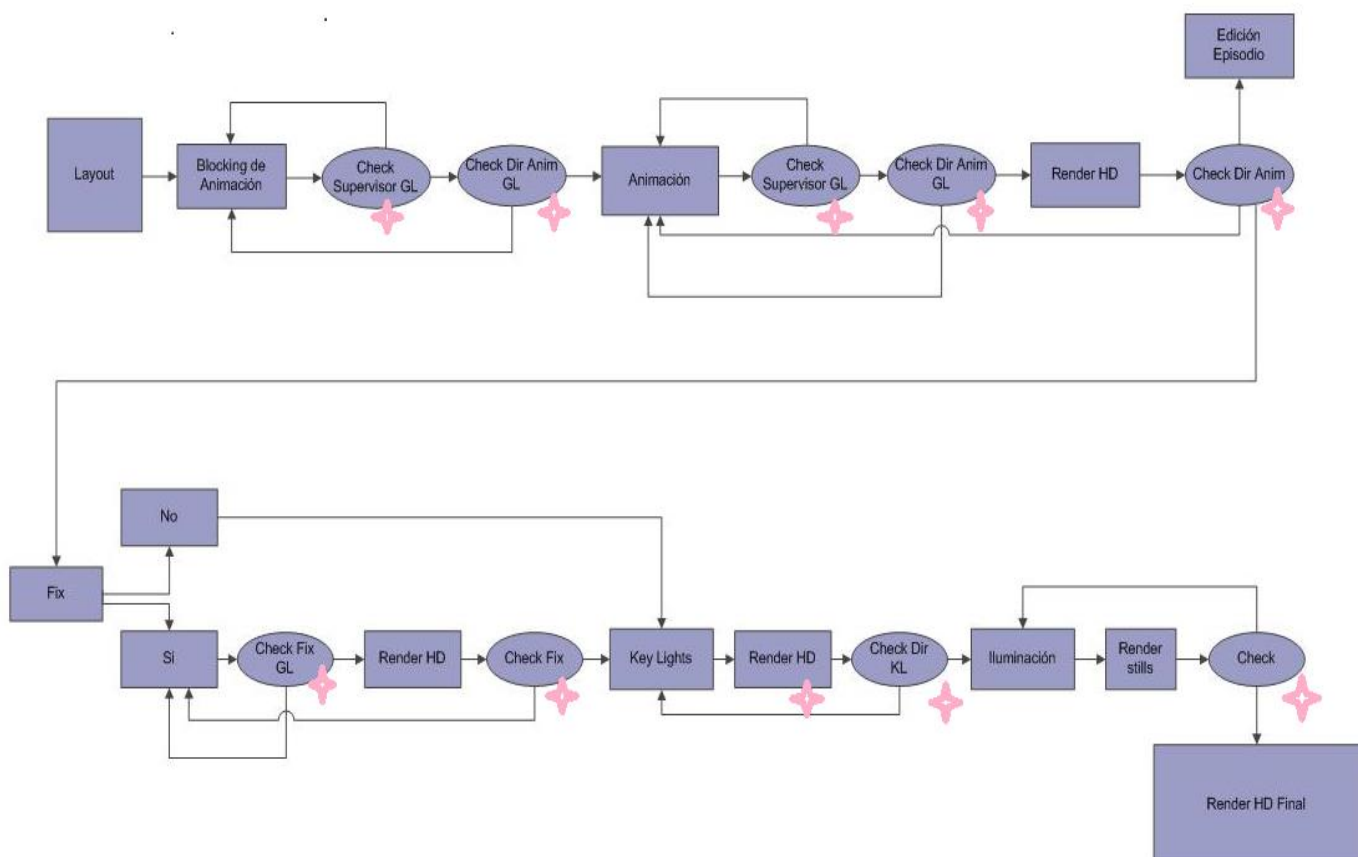 Edición
Episodio
Layout
Blocking de
Animación
Check
Supervisor GL
Check Dir Anim
GL
Animación
Check
Supervisor GL
Check Dir Anim
GL
Render HD
Check Dir Anim
No
Fix
Si
Check Fix
GL
Render HD
Check Fix
Key Lights
Render HD
Check Dir
KL
Iluminación
Render
stills
Check
Render HD Final